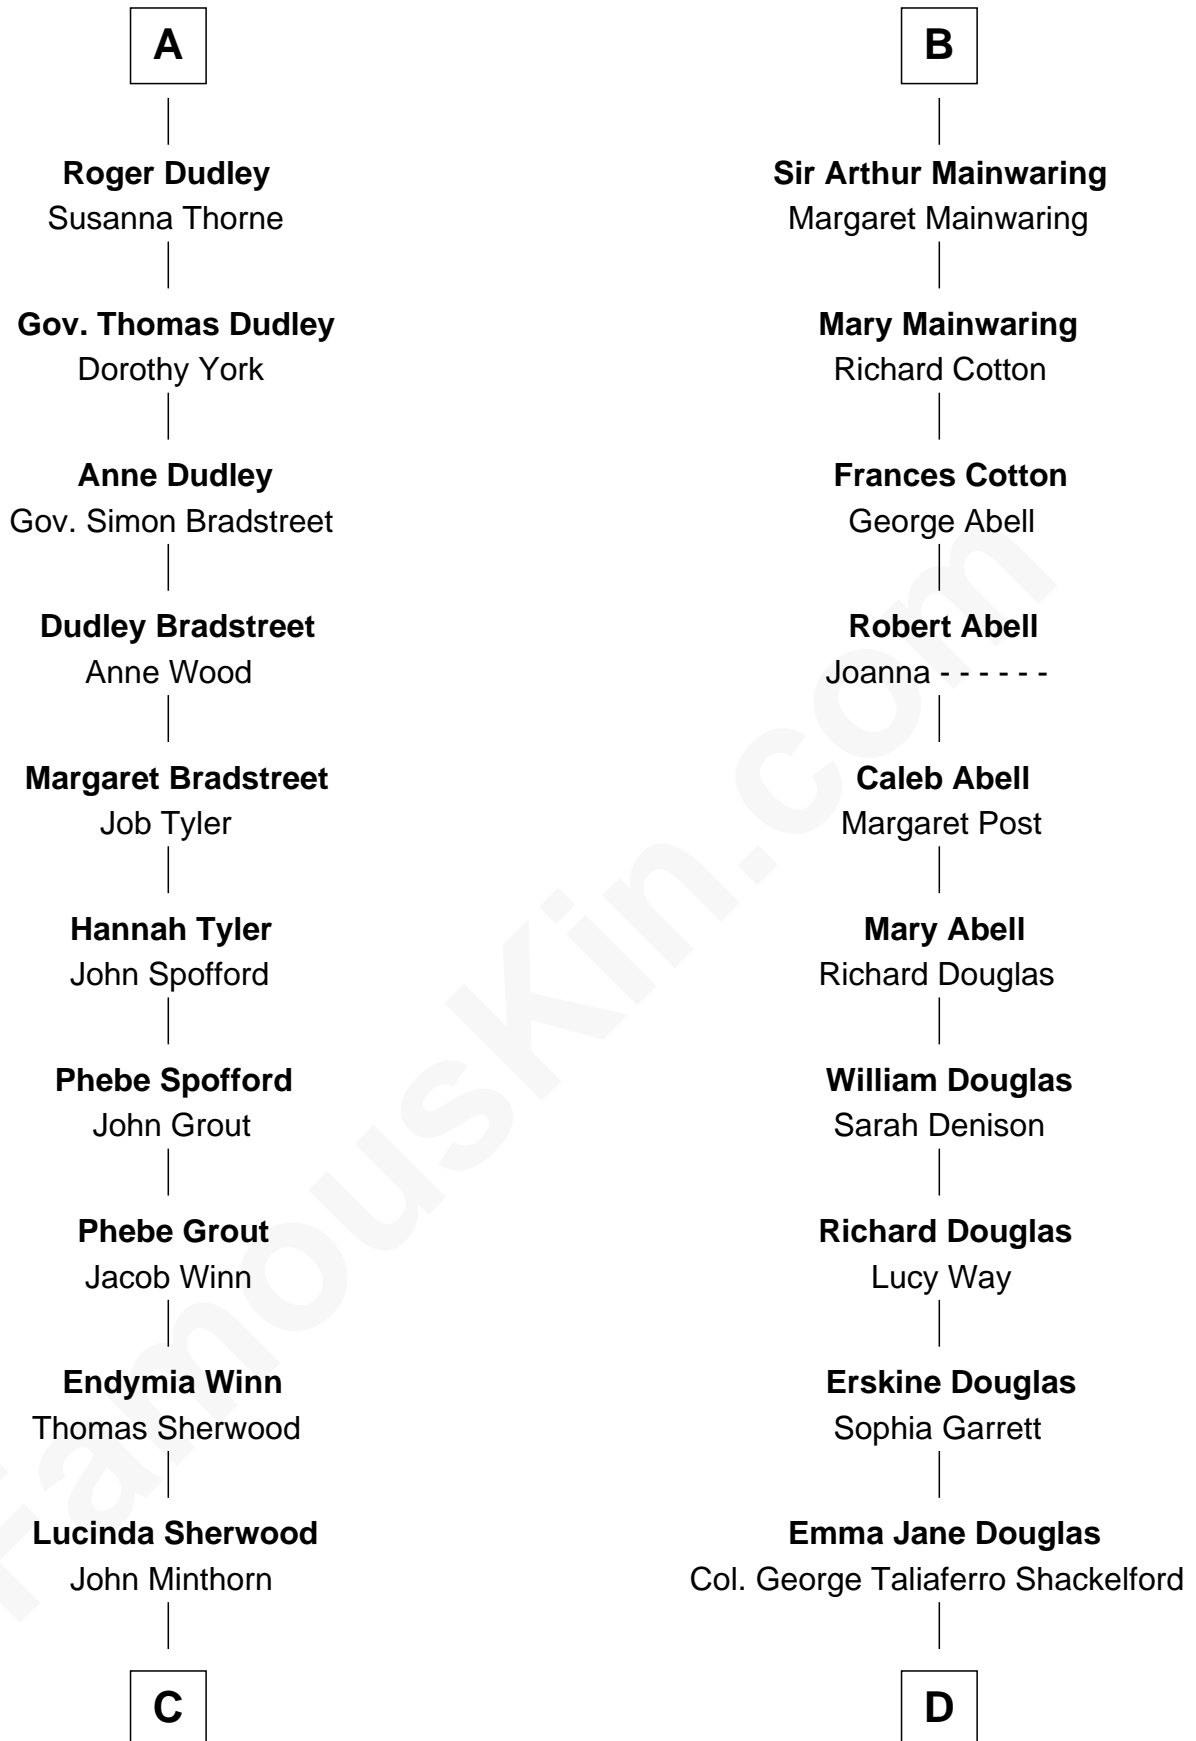 A
Roger Dudley
Susanna Thorne
Gov. Thomas Dudley
Dorothy York
Anne Dudley
Gov. Simon Bradstreet
Dudley Bradstreet
Anne Wood
Margaret Bradstreet
Job Tyler
Hannah Tyler
John Spofford
Phebe Spofford
John Grout
Phebe Grout
Jacob Winn
Endymia Winn
Thomas Sherwood
Lucinda Sherwood
John Minthorn
C
B
Sir Arthur Mainwaring
Margaret Mainwaring
Mary Mainwaring
Richard Cotton
Frances Cotton
George Abell
Robert Abell
Joanna - - - - - -
Caleb Abell
Margaret Post
Mary Abell
Richard Douglas
William Douglas
Sarah Denison
Richard Douglas
Lucy Way
Erskine Douglas
Sophia Garrett
Emma Jane Douglas
Col. George Taliaferro Shackelford
D
FamousKin.com